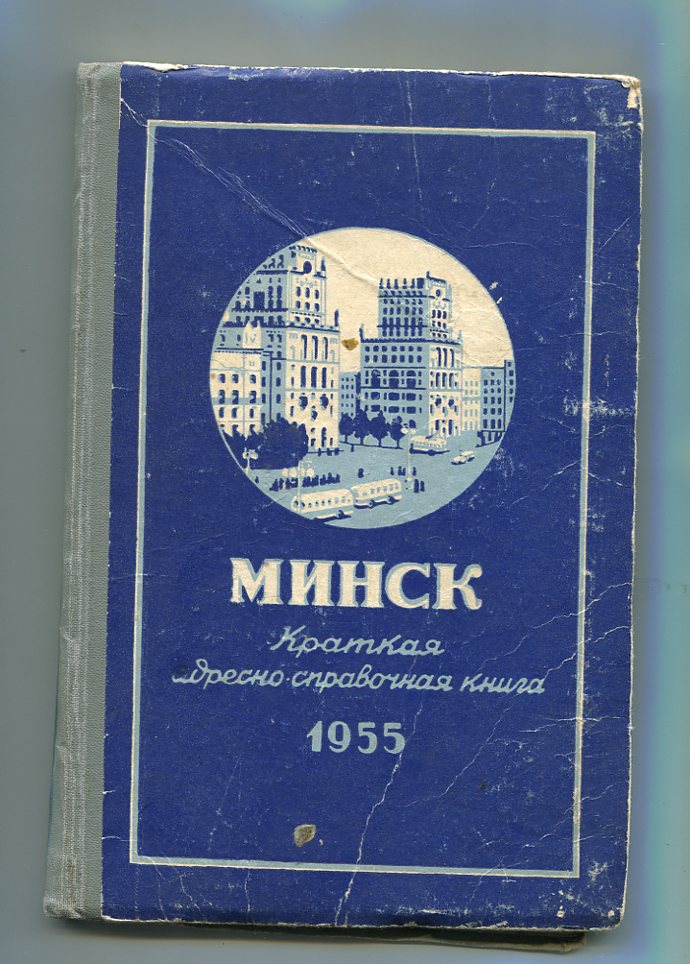 МИНСК
Краткая
адресно-справочная книга
1955